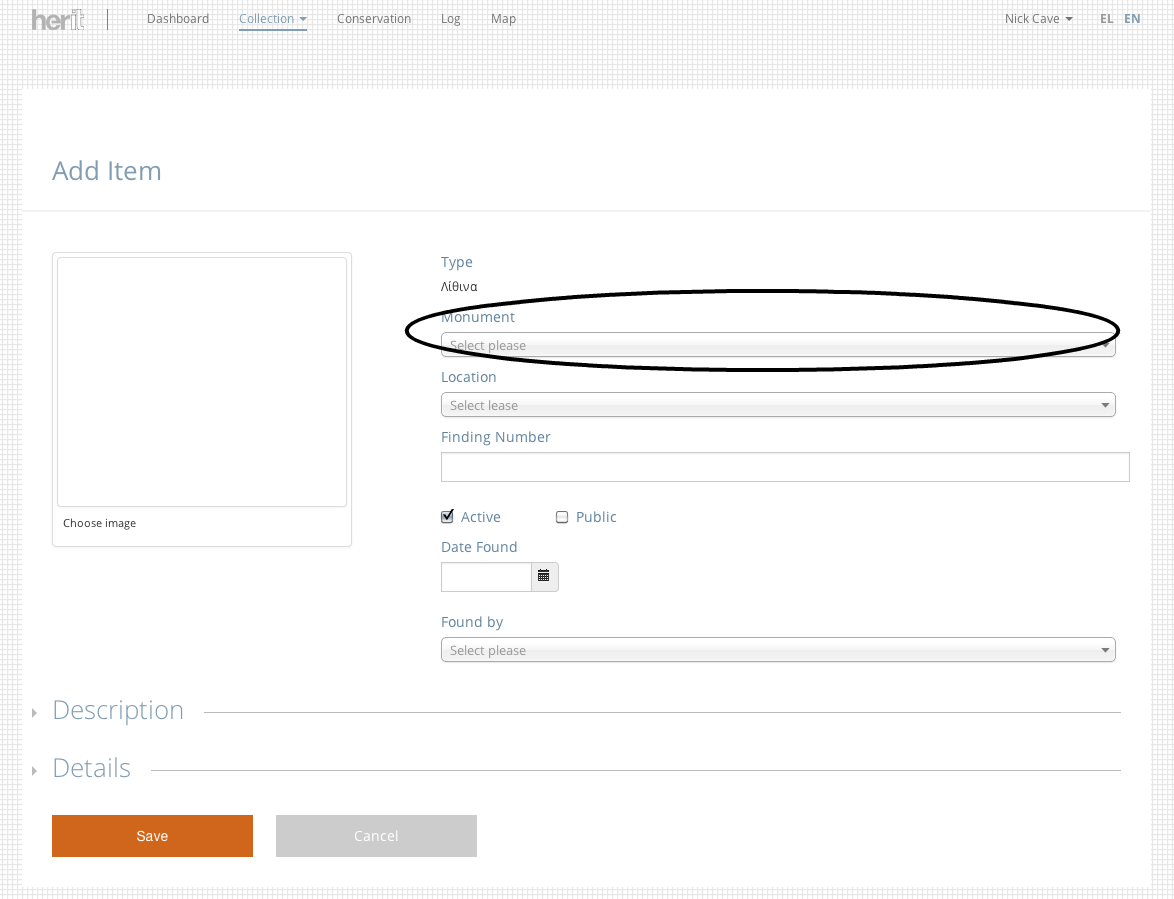 herit
Dashboard Collection Conservation Log Map Nick Cave EL EN
Add Item
Type
Λίθινα
Monument
Select please
Location
Select lease
Finding Number
Active Public
Choose image
Date Found
Found by
Select please
Description
Details
Save Cancel